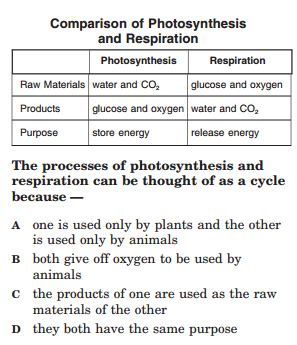 Comparison of Photosynthesis
and Respiration
Photosynthesis Respiration
Raw Materials water and CO₂ glucose and oxygen
Products glucose and oxygen water and CO₂
Purpose store energy release energy
The processes of photosynthesis and
respiration can be thought of as a cycle
because —
A one is used only by plants and the other
is used only by animals
B both give off oxygen to be used by
animals
C the products of one are used as the raw
materials of the other
D they both have the same purpose